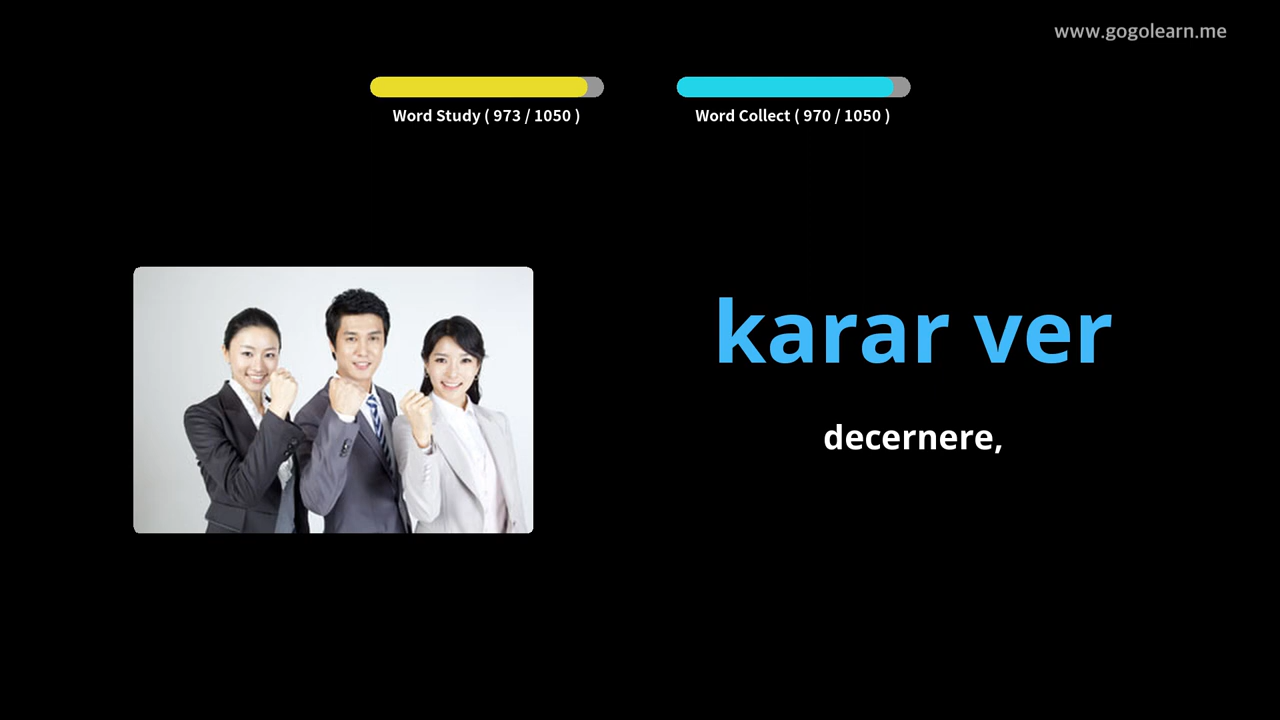 www.gogolearn.me
Word Study ( 973 / 1050 )
Word Collect ( 970 / 1050 )
karar ver
decernere,